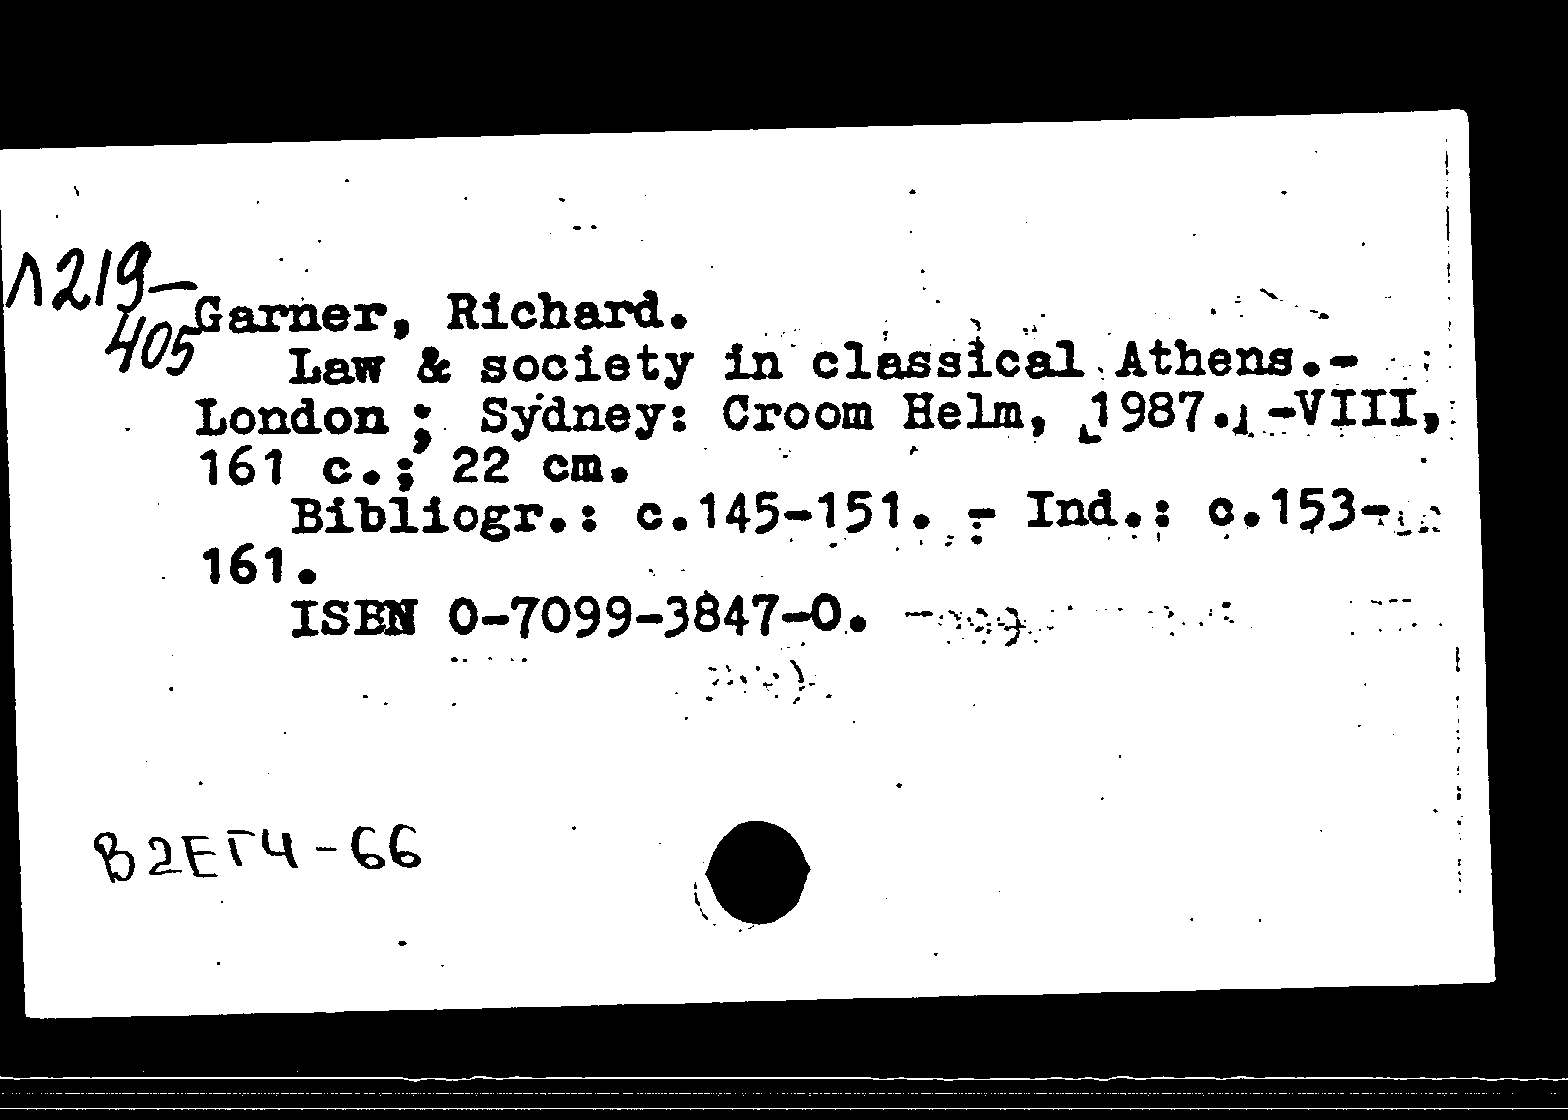 Л219-
405
Garner, Richard.
Law & society in classical Athens.-
London ; Sydney: Croom Helm, 1987. -VIII,
161 с.; 22 cm.
Bibliogr.: с.145-151. - Ind.: с.153-
161.
ISBN 0-7099-3847-0.
В2ЕГ4-66